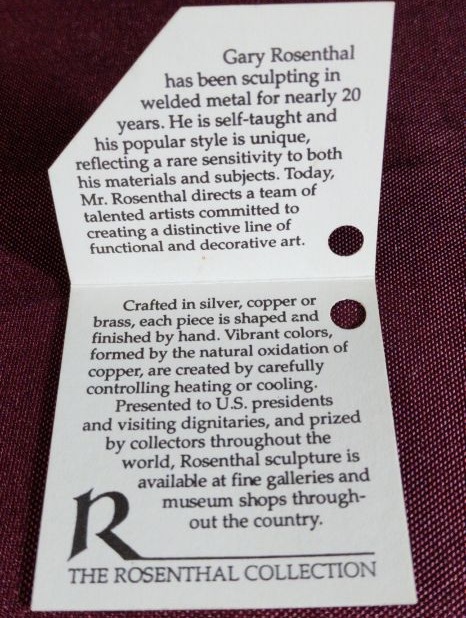 Gary Rosenthal
has been sculpting in
welded metal for nearly 20
years. He is self-taught and
his popular style is unique,
reflecting a rare sensitivity to both
his materials and subjects. Today,
Mr. Rosenthal directs a team of
talented artists committed to
creating a distinctive line of
functional and decorative art.
Crafted in silver, copper or
brass, each piece is shaped and
finished by hand. Vibrant colors,
formed by the natural oxidation of
copper, are created by carefully
controlling heating or cooling.
Presented to U.S. presidents
and visiting dignitaries, and prized
by collectors throughout the
world, Rosenthal sculpture is
available at fine galleries and
museum shops through-
out the country.
R
THE ROSENTHAL COLLECTION